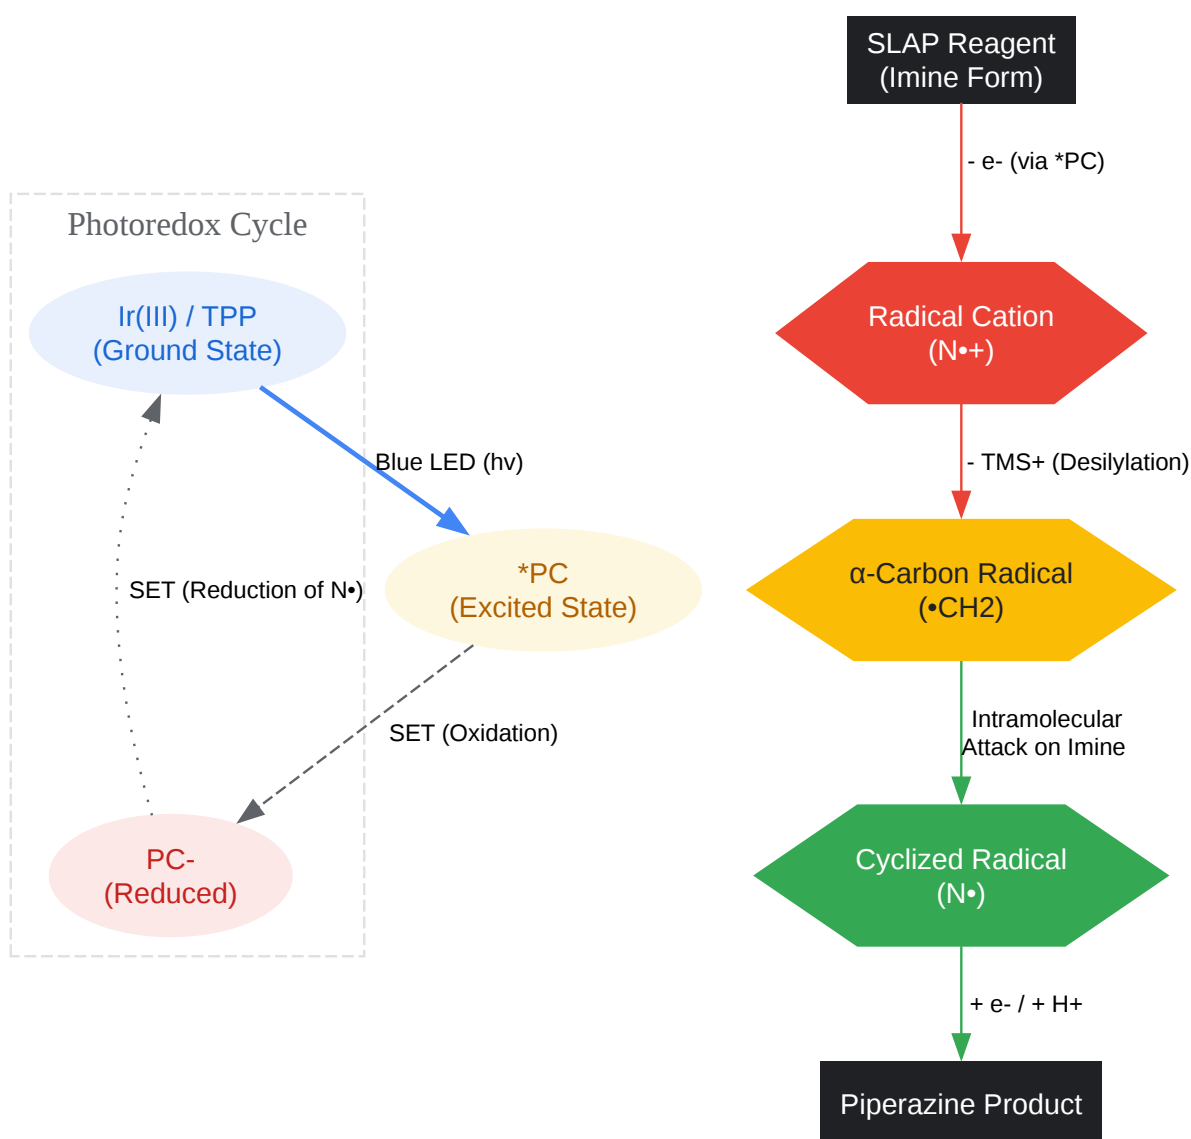 SLAP Reagent
(Imine Form)
- e- (via *PC)
Photoredox Cycle
Ir(III) / TPP
(Ground State)
Radical Cation
(N•+)
Blue LED (hv)
- TMS+ (Desilylation)
SET (Reduction of N•)
*PC
(Excited State)
α-Carbon Radical
(•CH2)
SET (Oxidation)
Intramolecular
Attack on Imine
PC-
(Reduced)
Cyclized Radical
(N•)
+ e- / + H+
Piperazine Product